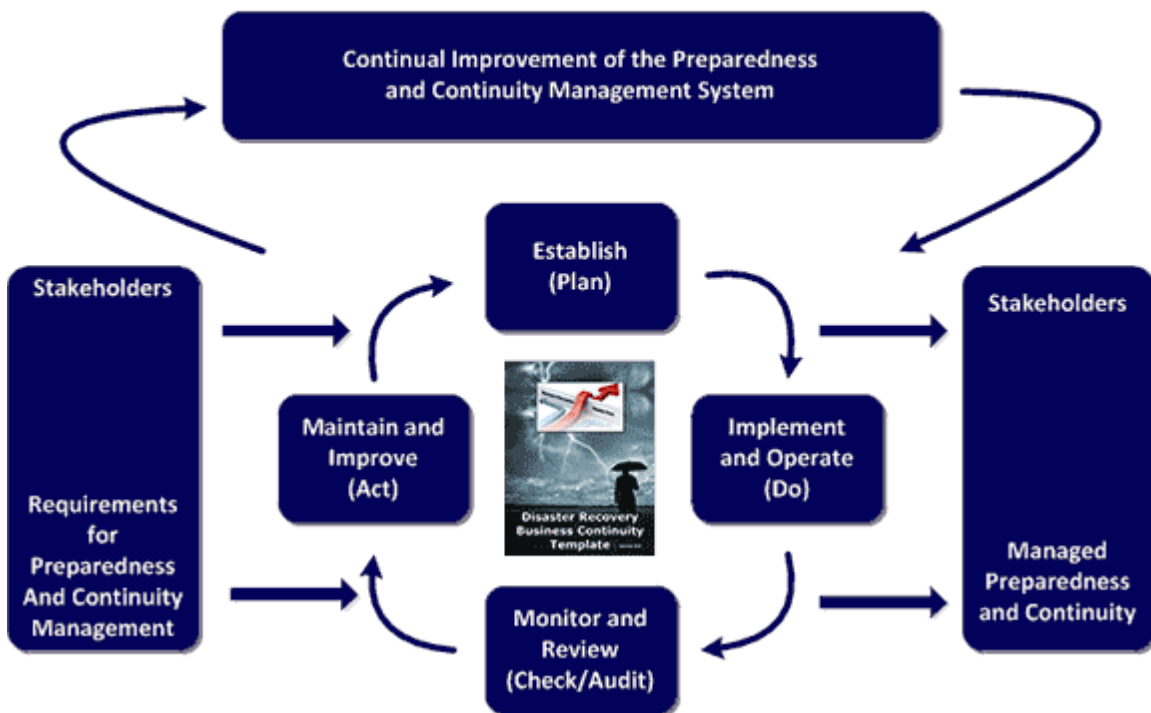 Continual Improvement of the Preparedness
and Continuity Management System
Establish
(Plan)
Stakeholders
Requirements
for
Preparedness
And Continuity
Management
Maintain and
Improve
(Act)
Disaster Recovery
Business Continuity
Template
Implement
and Operate
(Do)
Stakeholders
Managed
Preparedness
and Continuity
Monitor and
Review
(Check/Audit)